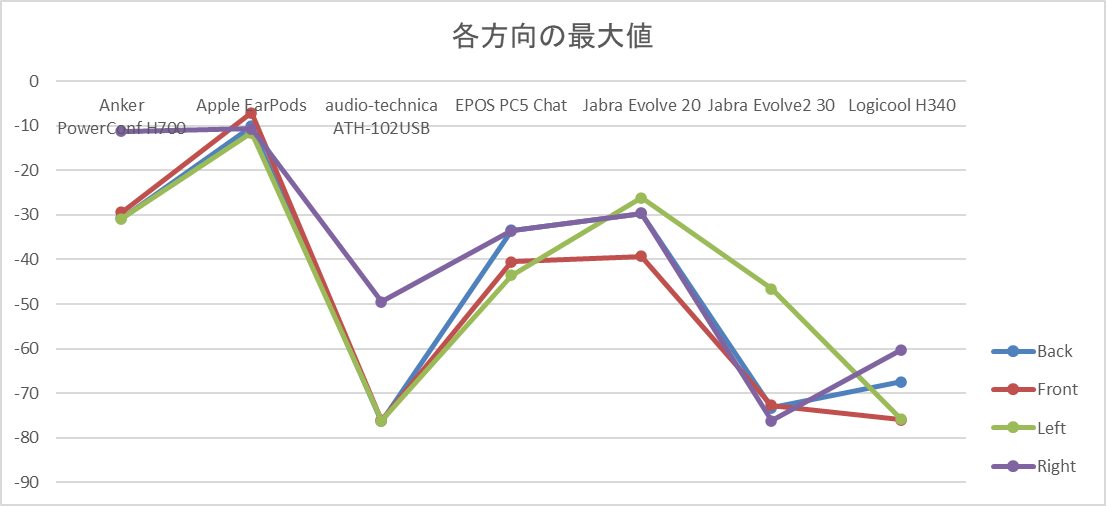 各方向の最大値
0
-10
-20
-30
-40
-50
-60
-70
-80
-90
Anker
PowerConf H700
Apple EarPods
audio-technica
ATH-102USB
EPOS PC5 Chat
Jabra Evolve 20
Jabra Evolve2 30
Logicool H340
Back
Front
Left
Right